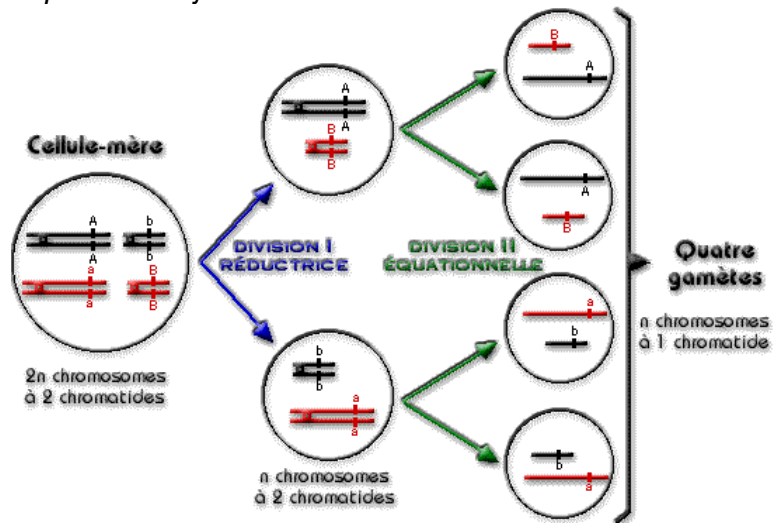 Cellule-mère
A
b
A
b
a
B
a
B
2n chromosomes
à 2 chromatides
DIVISION I
RÉDUCTRICE
A
A
B
B
b
b
a
a
n chromosomes
à 2 chromatides
DIVISION II
ÉQUATIONNELLE
B
A
A
B
a
b
b
a
Quatre
gamètes
n chromosomes
à 1 chromatide